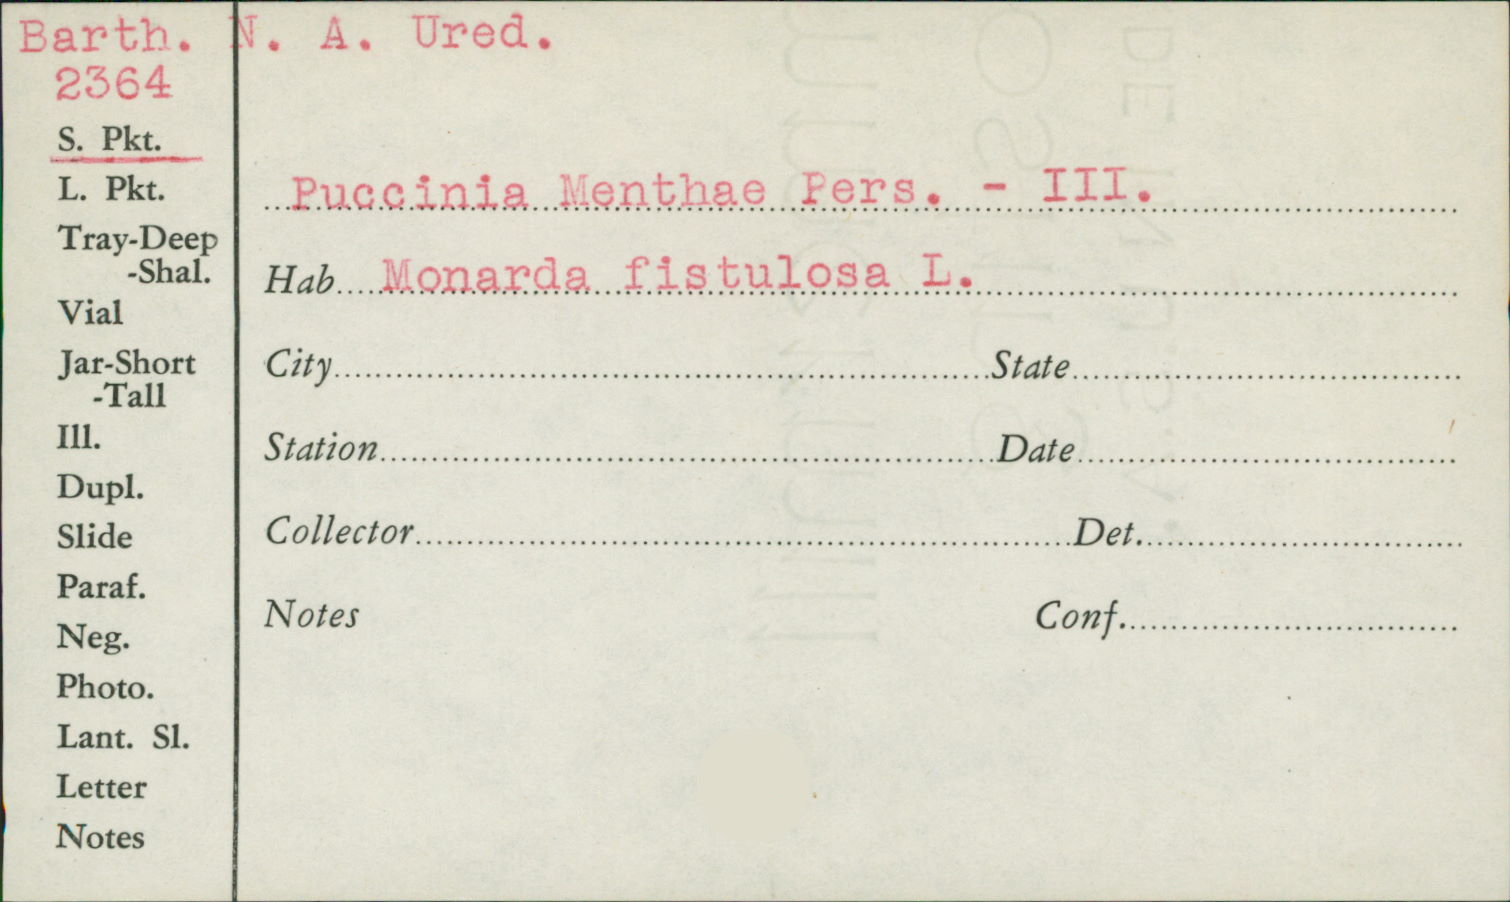 Barth. N. A. Ured.
2364
S. Pkt.
L. Pkt.
Tray-Deep
-Shal.
Vial
Jar-Short
-Tall
Ill.
Dupl.
Slide
Paraf.
Neg.
Photo.
Lant. Sl.
Letter
Notes
Puccinia Menthae Pers. - III.
Hab. Monarda fistulosa L.
City State
Station Date
Collector Det.
Notes Conf.